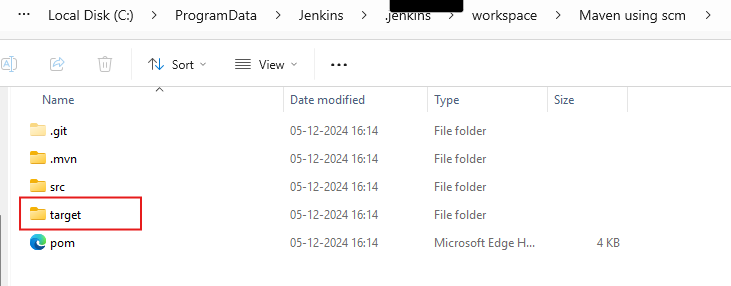 ... Local Disk (C:) > ProgramData > Jenkins > .jenkins > workspace > Maven using scm >
Sort View ...
Name Date modified Type Size
.git 05-12-2024 16:14 File folder
.mvn 05-12-2024 16:14 File folder
src 05-12-2024 16:14 File folder
target 05-12-2024 16:14 File folder
pom 05-12-2024 16:14 Microsoft Edge H... 4 KB